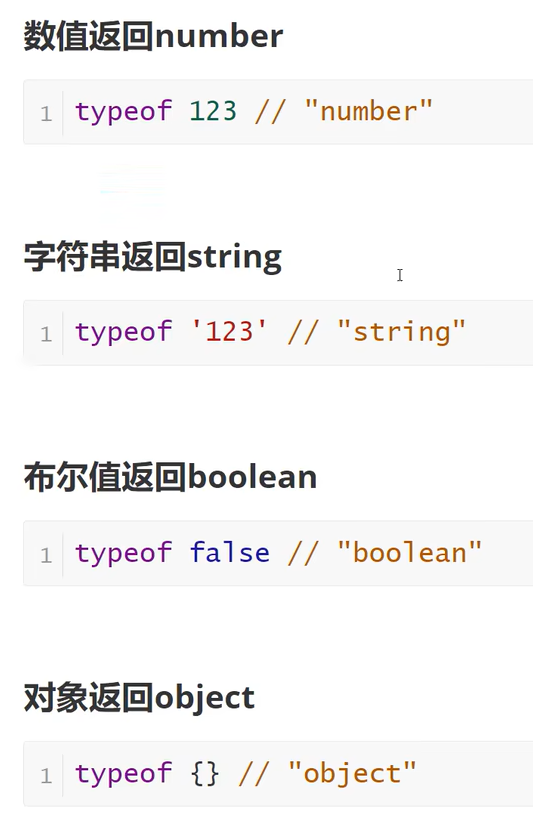 数值返回number
1 typeof 123 // "number"
字符串返回string
1 typeof '123' // "string"
布尔值返回boolean
1 typeof false // "boolean"
对象返回object
1 typeof {} // "object"